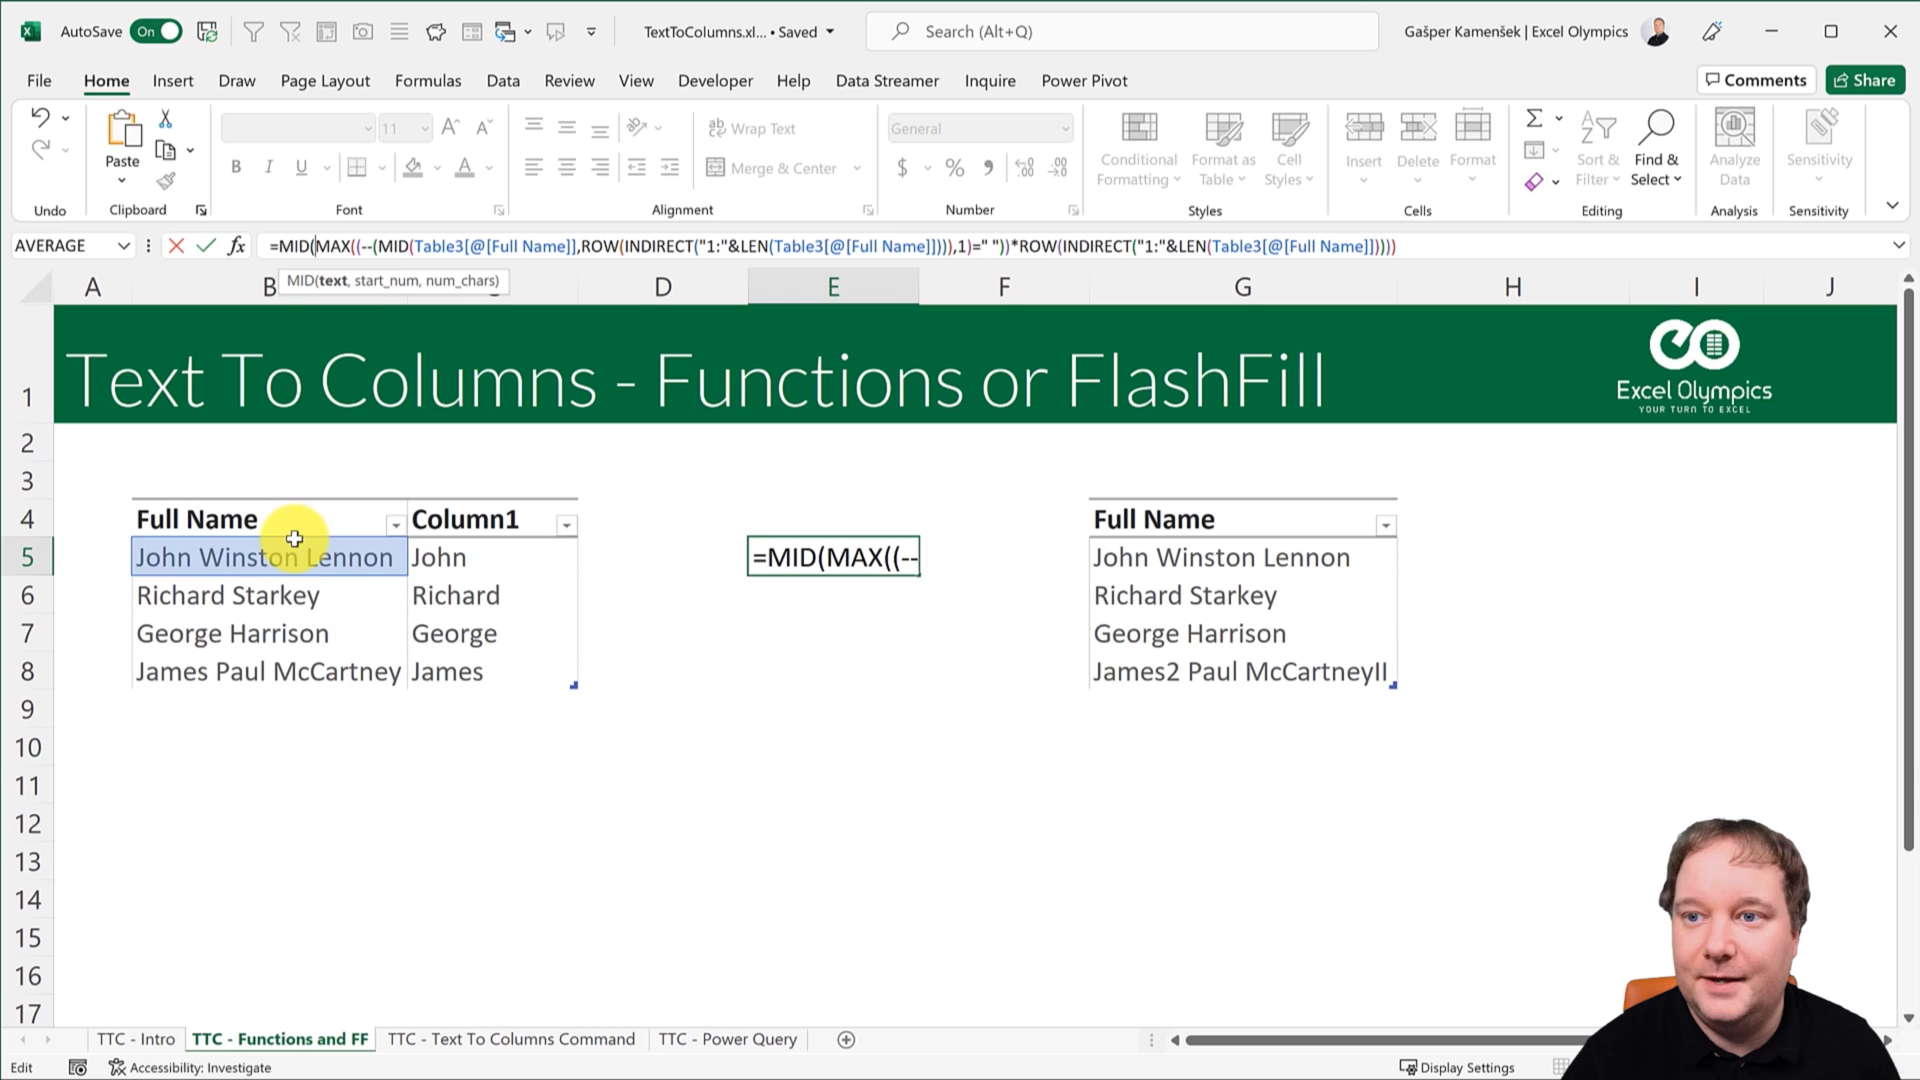 AutoSave On TextToColumns.xl... • Saved Search (Alt+Q) Gašper Kamenšek | Excel Olympics
File Home Insert Draw Page Layout Formulas Data Review View Developer Help Data Streamer Inquire Power Pivot Comments Share
Paste 11 Wrap Text General Conditional Formatting Format as Table Cell Styles Insert Delete Format Sort & Filter Find & Select Analyze Data Sensitivity
B I U Merge & Center $ % 9
Undo Clipboard Font Alignment Number Styles Cells Editing Analysis Sensitivity
AVERAGE fx =MID(MAX((--(MID(Table3[@[Full Name]],ROW(INDIRECT("1:"&LEN(Table3[@[Full Name]]))),1)=" "))*ROW(INDIRECT("1:"&LEN(Table3[@[Full Name]]))))
MID(text, start_num, num_chars)
A B D E F G H I J
1 Text To Columns - Functions or FlashFill
Excel Olympics
YOUR TURN TO EXCEL
2
3
4 Full Name Column1 Full Name
5 John Winston Lennon John =MID(MAX((-- John Winston Lennon
6 Richard Starkey Richard Richard Starkey
7 George Harrison George George Harrison
8 James Paul McCartney James James2 Paul McCartneyII
9
10
11
12
13
14
15
16
17
TTC - Intro TTC - Functions and FF TTC - Text To Columns Command TTC - Power Query
Edit Accessibility: Investigate Display Settings